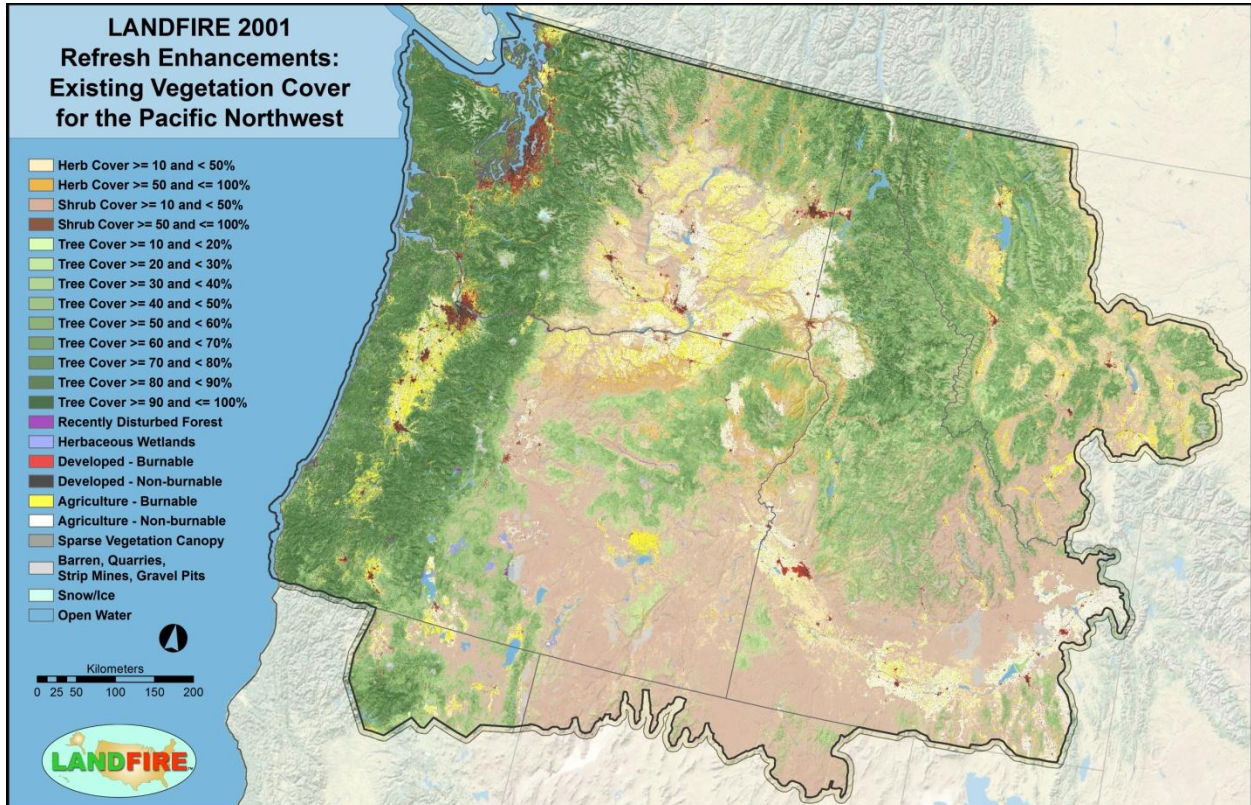 LANDFIRE 2001
Refresh Enhancements:
Existing Vegetation Cover
for the Pacific Northwest
Herb Cover >= 10 and < 50%
Herb Cover >= 50 and <= 100%
Shrub Cover >= 10 and < 50%
Shrub Cover >= 50 and <= 100%
Tree Cover >= 10 and < 20%
Tree Cover >= 20 and < 30%
Tree Cover >= 30 and < 40%
Tree Cover >= 40 and < 50%
Tree Cover >= 50 and < 60%
Tree Cover >= 60 and < 70%
Tree Cover >= 70 and < 80%
Tree Cover >= 80 and < 90%
Tree Cover >= 90 and <= 100%
Recently Disturbed Forest
Herbaceous Wetlands
Developed - Burnable
Developed - Non-burnable
Agriculture - Burnable
Agriculture - Non-burnable
Sparse Vegetation Canopy
Barren, Quarries,
Strip Mines, Gravel Pits
Snow/Ice
Open Water
Kilometers
0 25 50 100 150 200
LANDFIRE